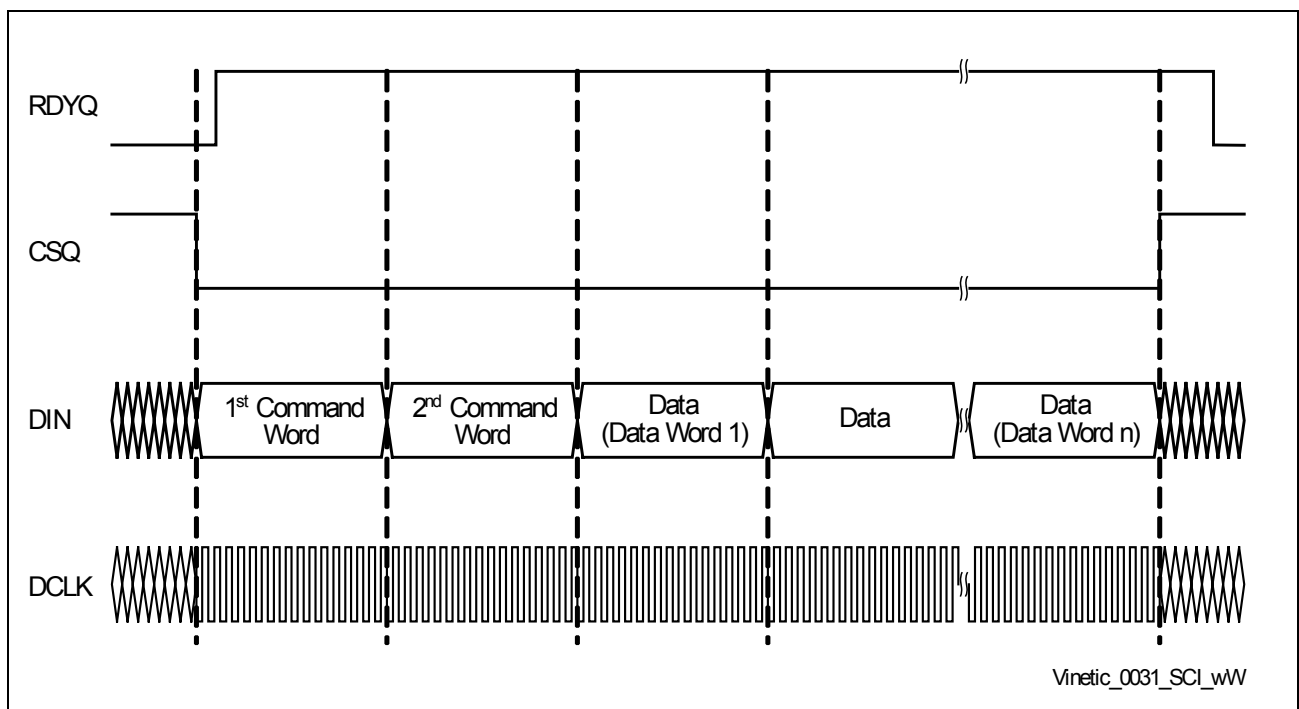 RDYQ
CSQ
DIN
1st Command
Word
2nd Command
Word
Data
(Data Word 1)
Data
Data
(Data Word n)
DCLK
Vinetic_0031_SCI_wW